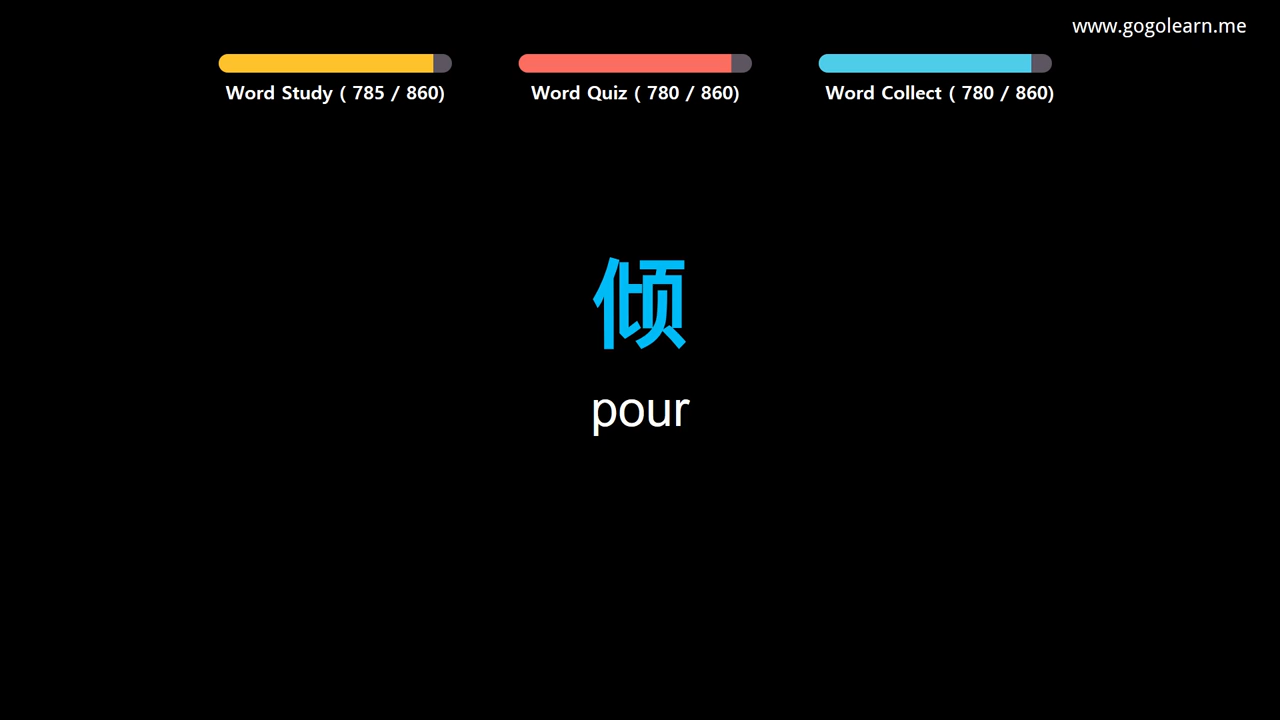 www.gogolearn.me
Word Study ( 785 / 860)
Word Quiz ( 780 / 860)
Word Collect ( 780 / 860)
倾
pour